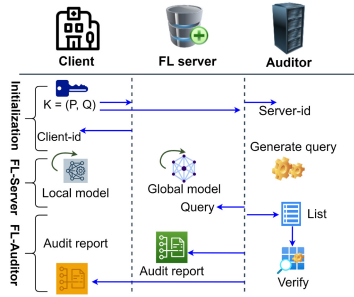 Client
FL server
Auditor
Initialization
K = (P, Q)
Server-id
Client-id
Generate query
FL-Server
Local model
Global model
Query
List
FL-Auditor
Audit report
Audit report
Verify